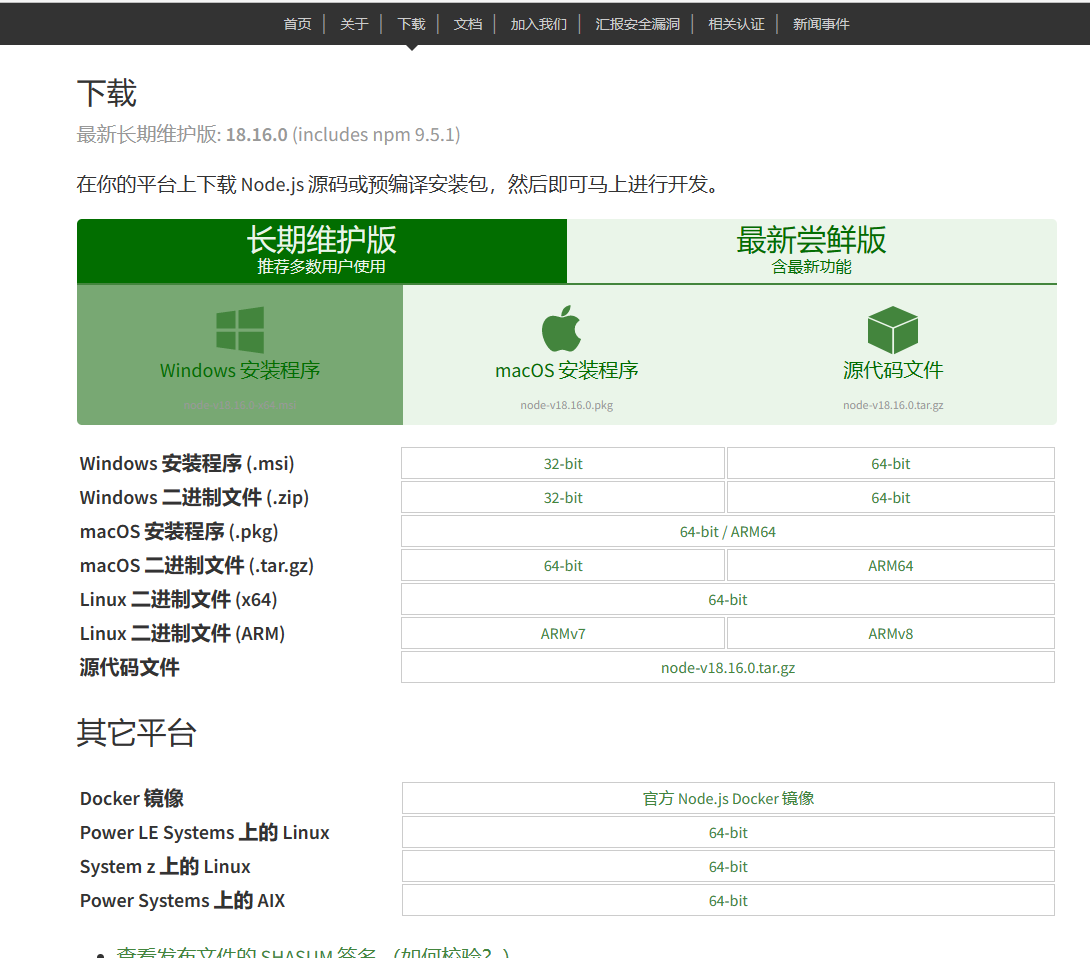 首页 | 关于 | 下载 | 文档 | 加入我们 | 汇报安全漏洞 | 相关认证 | 新闻事件
下载
最新长期维护版: 18.16.0 (includes npm 9.5.1)
在你的平台上下载 Node.js 源码或预编译安装包，然后即可马上进行开发。
长期维护版
推荐多数用户使用
最新尝鲜版
含最新功能
Windows 安装程序
macOS 安装程序
node-v18.16.0.pkg
源代码文件
node-v18.16.0.tar.gz
Windows 安装程序 (.msi) 32-bit 64-bit
Windows 二进制文件 (.zip) 32-bit 64-bit
macOS 安装程序 (.pkg) 64-bit / ARM64
macOS 二进制文件 (.tar.gz) 64-bit ARM64
Linux 二进制文件 (x64) 64-bit
Linux 二进制文件 (ARM) ARMv7 ARMv8
源代码文件 node-v18.16.0.tar.gz
其它平台
Docker 镜像 官方 Node.js Docker 镜像
Power LE Systems 上的 Linux 64-bit
System z 上的 Linux 64-bit
Power Systems 上的 AIX 64-bit
查看发布文件的 SHASUM 签名 （如何校验？）